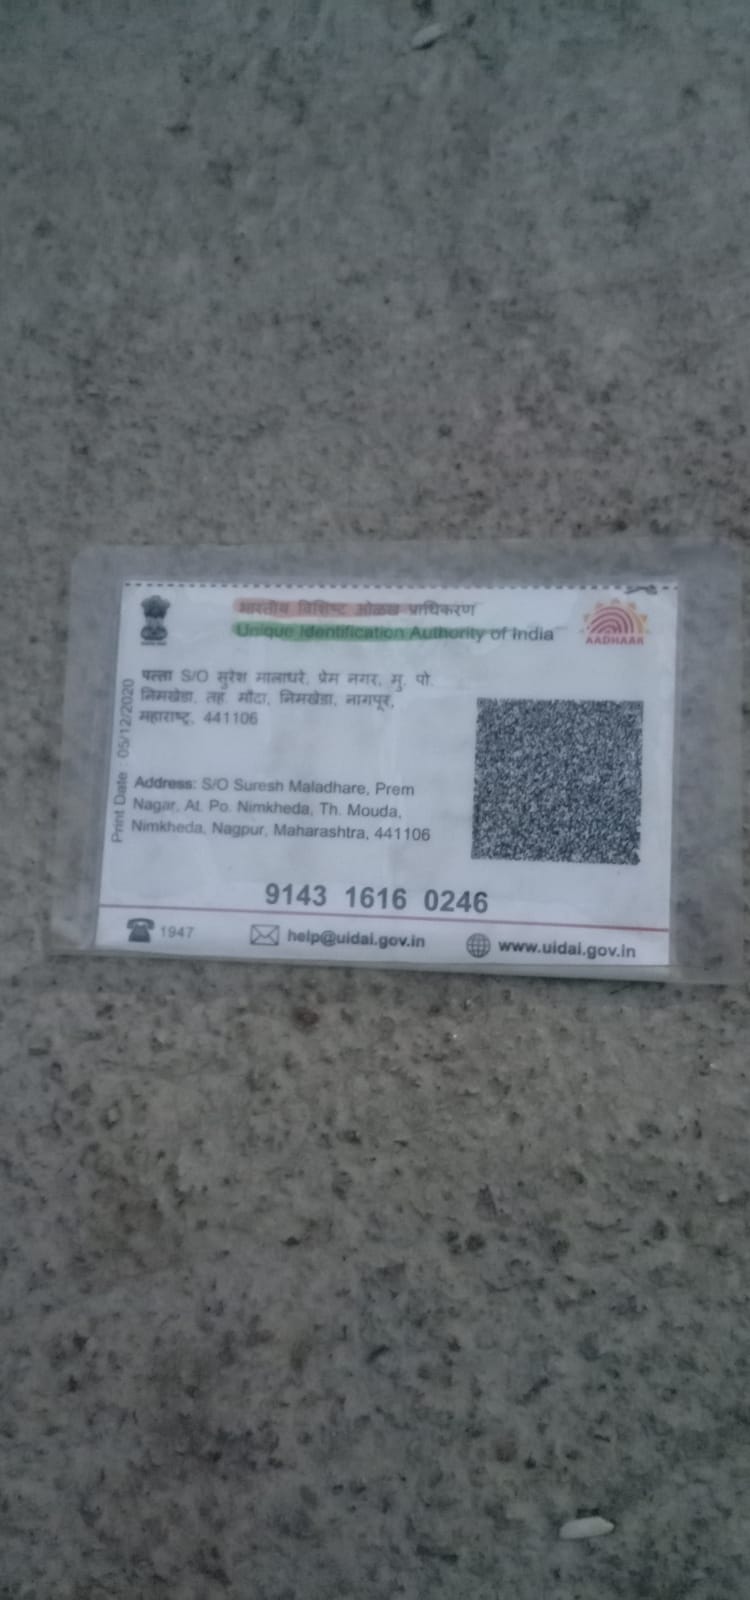 भारतीय विशिष्ट ओळख प्राधिकरण
Unique Identification Authority of India
AADHAAR
Print Date : 05/12/2020
पत्ता S/O सुरेश मालाधरे, प्रेम नगर, मु. पो.
निमखेडा, तह. मौदा, निमखेडा, नागपूर,
महाराष्ट्र, 441106
Address: S/O Suresh Maladhare, Prem
Nagar, At. Po. Nimkheda, Th. Mouda,
Nimkheda, Nagpur, Maharashtra, 441106
9143 1616 0246
1947 help@uidai.gov.in www.uidai.gov.in